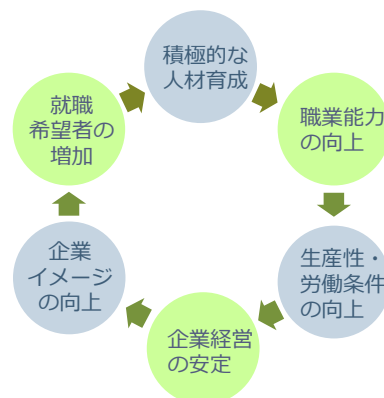 積極的な
人材育成
職業能力
の向上
生産性・
労働条件
の向上
企業経営
の安定
企業
イメージ
の向上
就職
希望者の
増加